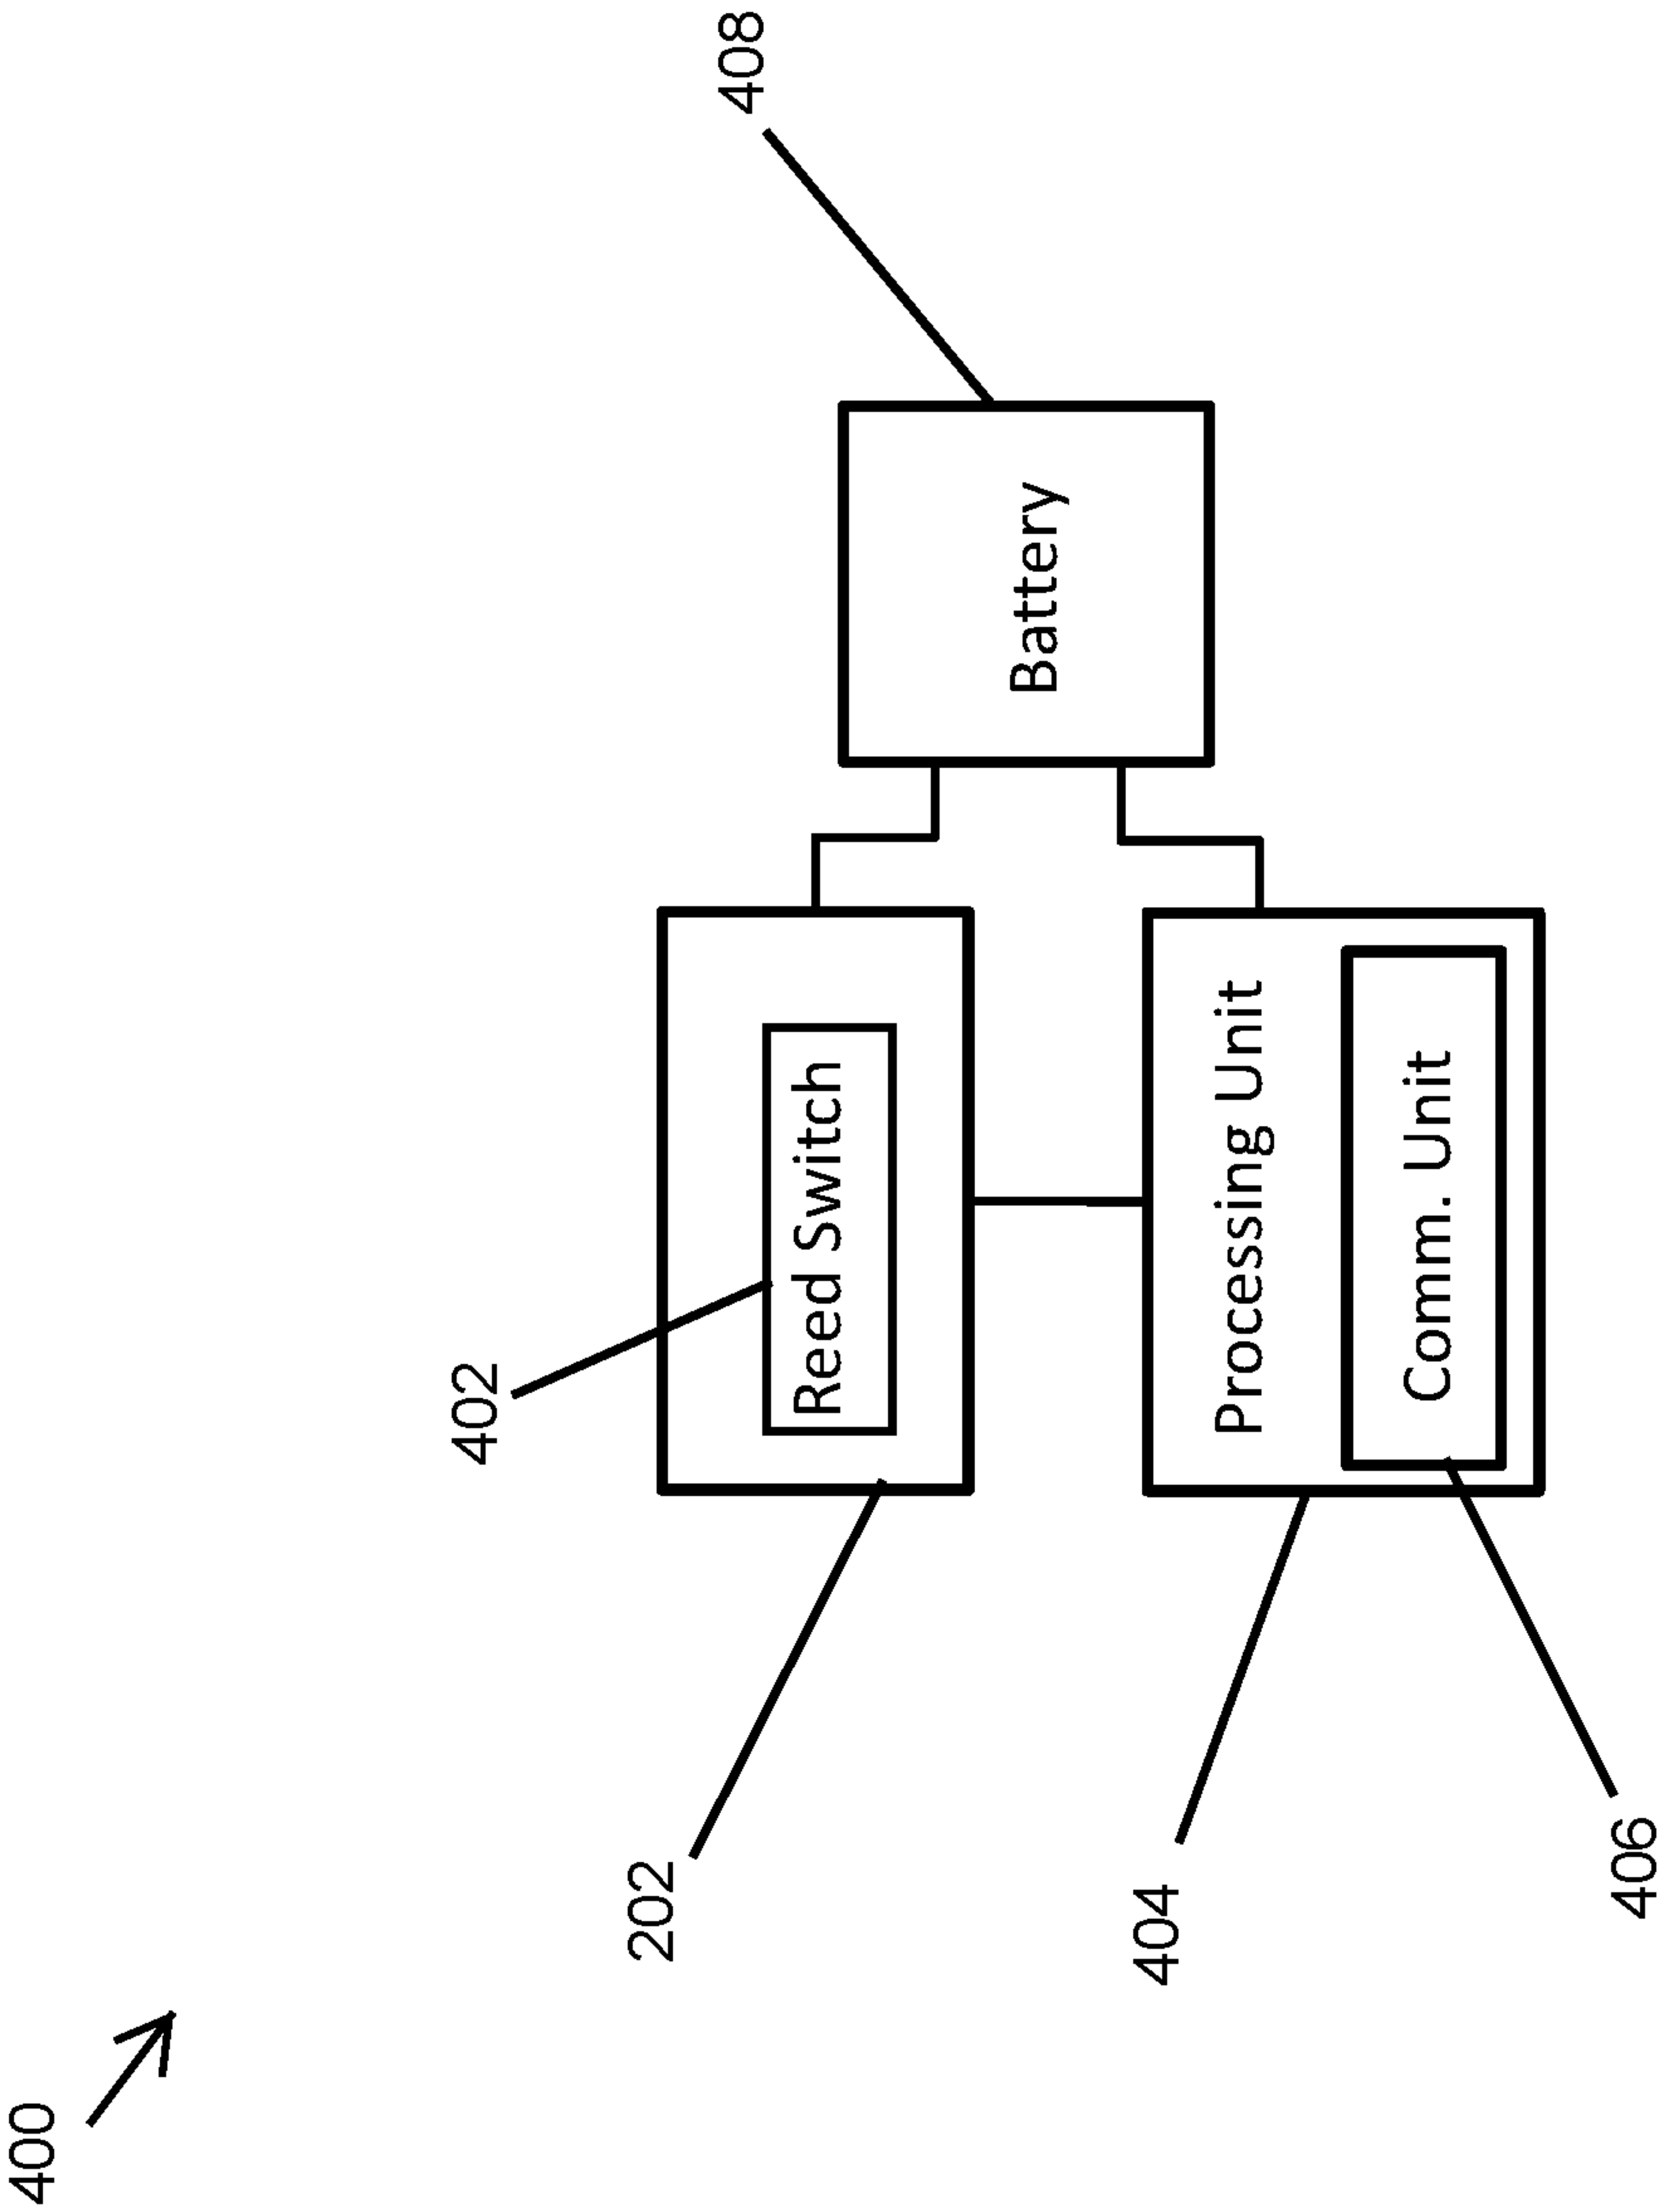 400
402
202
408
Reed Switch
Battery
404
Processing Unit
Comm. Unit
406